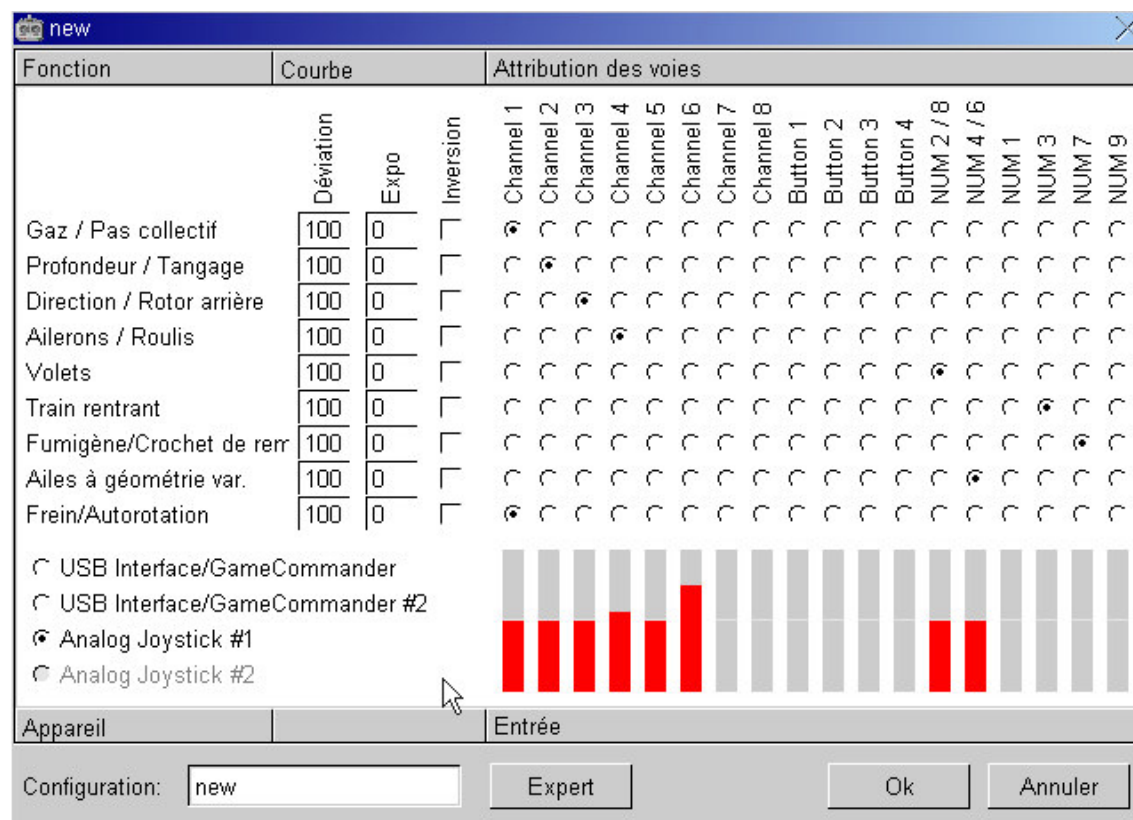 new
Fonction Courbe Attribution des voies
Déviation Expo Inversion Channel 1 Channel 2 Channel 3 Channel 4 Channel 5 Channel 6 Channel 7 Channel 8 Button 1 Button 2 Button 3 Button 4 NUM 2 / 8 NUM 4 / 6 NUM 1 NUM 3 NUM 7 NUM 9
Gaz / Pas collectif 100 0
Profondeur / Tangage 100 0
Direction / Rotor arrière 100 0
Ailerons / Roulis 100 0
Volets 100 0
Train rentrant 100 0
Fumigène/Crochet de rem 100 0
Ailes à géométrie var. 100 0
Frein/Autorotation 100 0
USB Interface/GameCommander
USB Interface/GameCommander #2
Analog Joystick #1
Analog Joystick #2
Appareil Entrée
Configuration: new Expert Ok Annuler